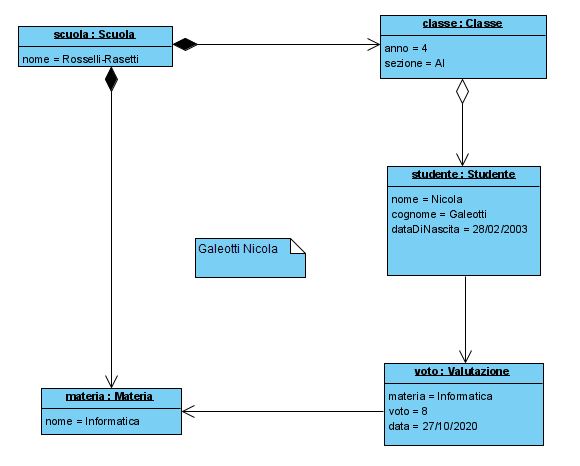 scuola : Scuola
nome = Rosselli-Rasetti
classe : Classe
anno = 4
sezione = AI
studente : Studente
nome = Nicola
cognome = Galeotti
dataDiNascita = 28/02/2003
Galeotti Nicola
voto : Valutazione
materia = Informatica
voto = 8
data = 27/10/2020
materia : Materia
nome = Informatica